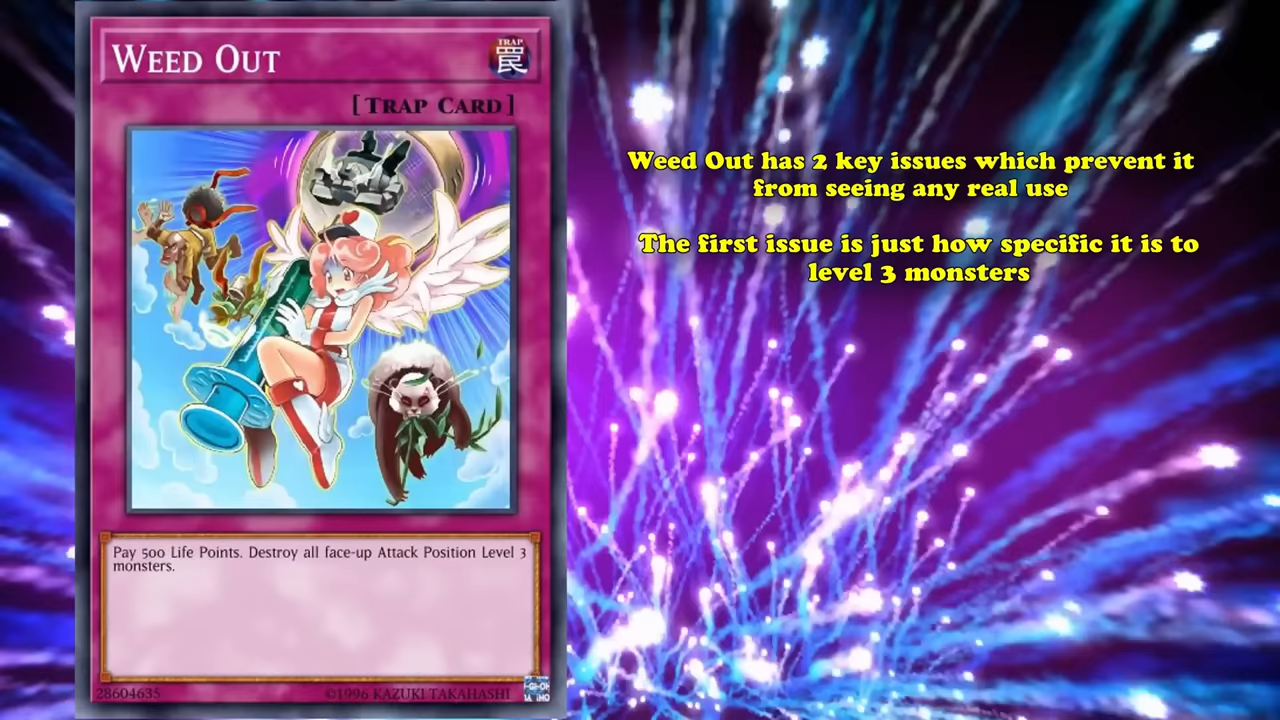 Weed Out
TRAP
罠
[Trap Card]
Weed Out has 2 key issues which prevent it
from seeing any real use
The first issue is just how specific it is to
level 3 monsters
Pay 500 Life Points. Destroy all face-up Attack Position Level 3
monsters.
28604635
©1996 KAZUKI TAKAHASHI